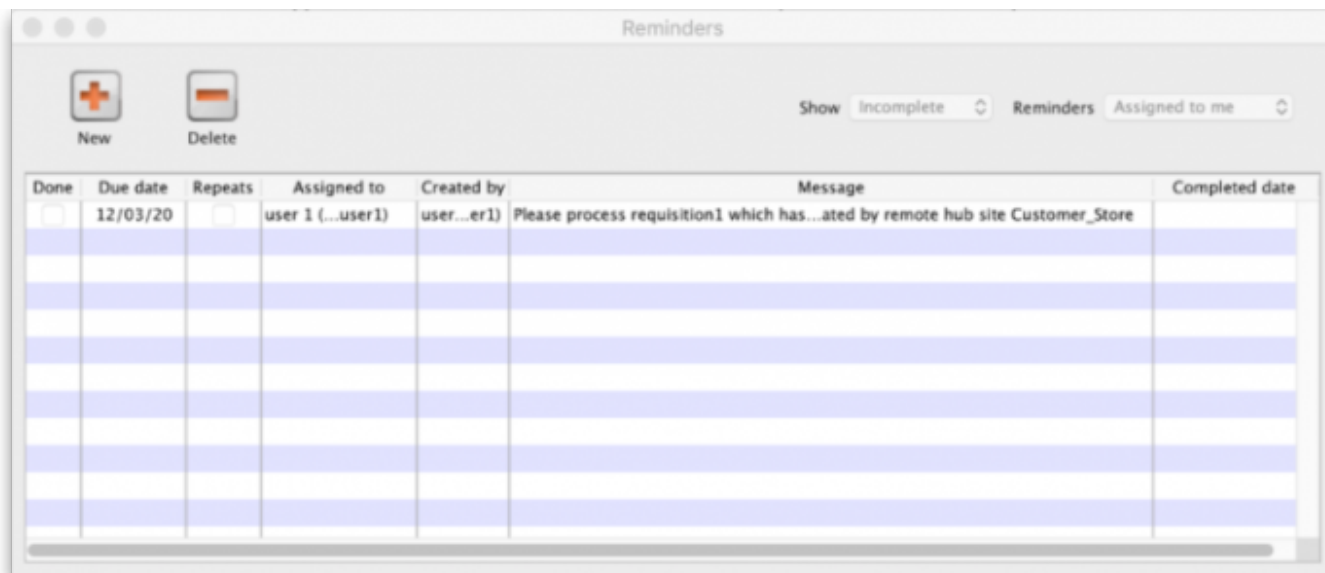 Reminders
New Delete
Show Incomplete Reminders Assigned to me
Done Due date Repeats Assigned to Created by Message Completed date
12/03/20 user 1 (...user1) user...er1) Please process requisition1 which has...ated by remote hub site Customer_Store